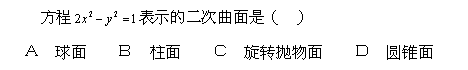 方程 2x² − y² = 1 表示的二次曲面是（　）
A　球面　B　柱面　C　旋转抛物面　D　圆锥面